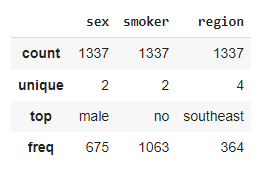 sex smoker region
count 1337 1337 1337
unique 2 2 4
top male no southeast
freq 675 1063 364